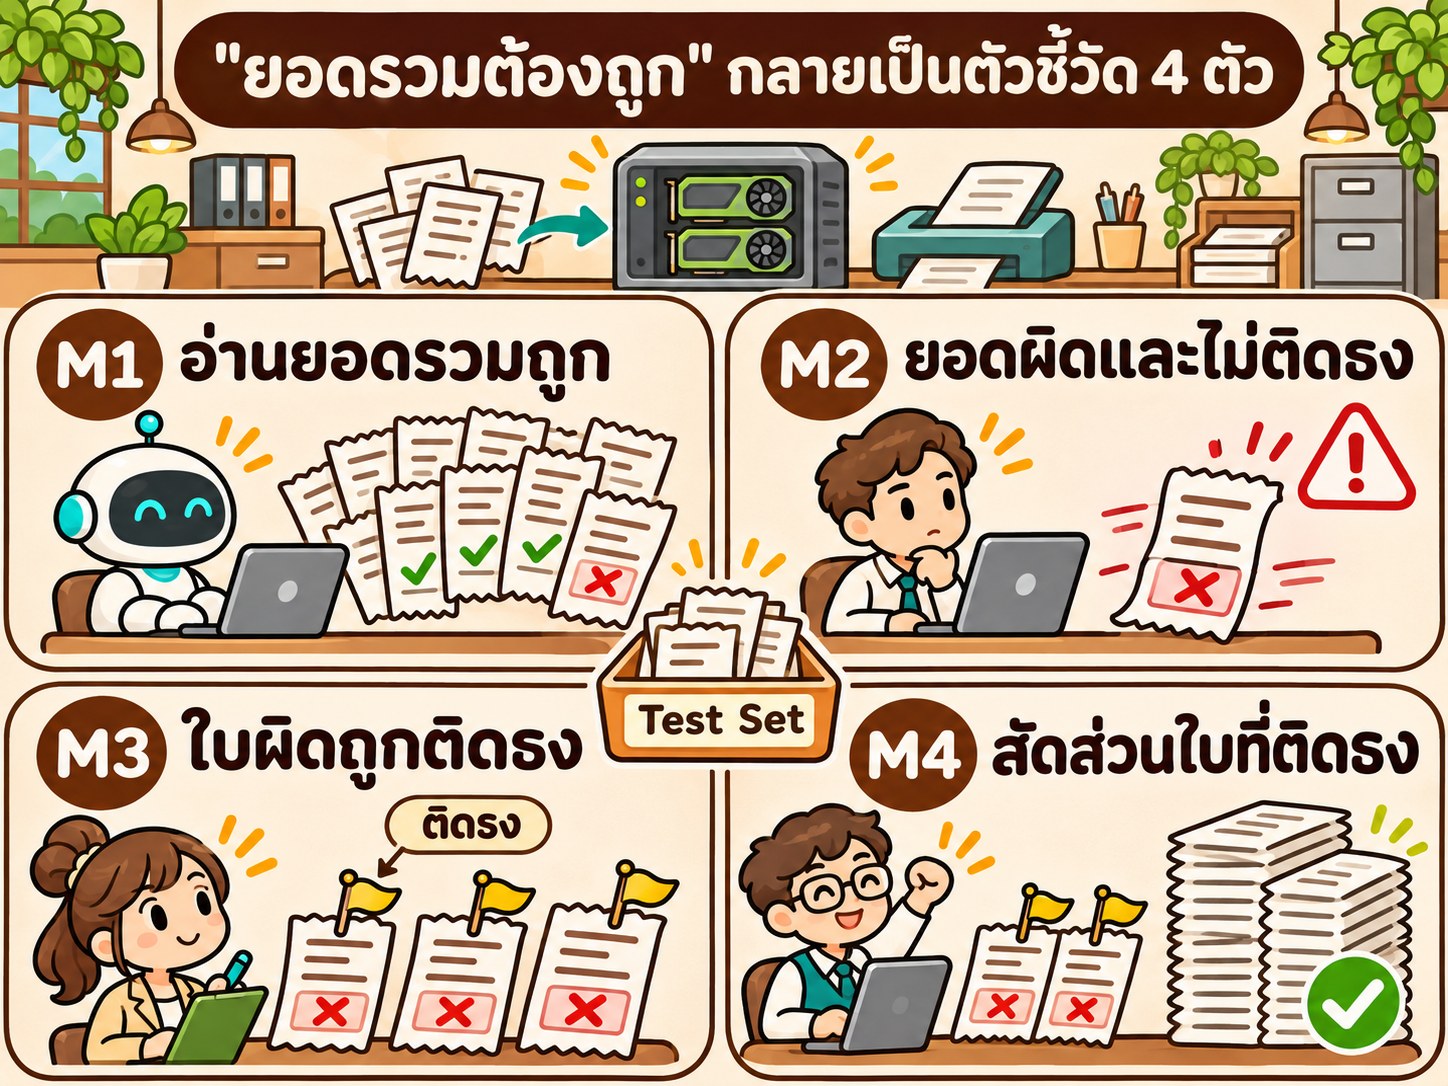 "ยอดรวมต้องถูก" กลายเป็นตัวชี้วัด 4 ตัว
M1 อ่านยอดรวมถูก
M2 ยอดผิดและไม่ติดธง
Test Set
M3 ใบผิดถูกติดธง
ติดธง
M4 สัดส่วนใบที่ติดธง